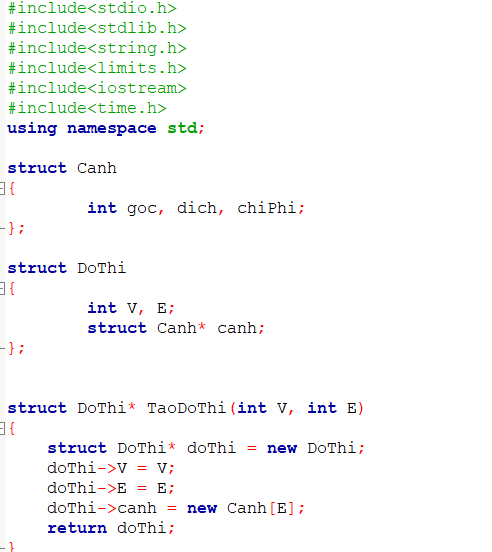 #include<stdio.h>
#include<stdlib.h>
#include<string.h>
#include<limits.h>
#include<iostream>
#include<time.h>
using namespace std;
struct Canh
{
int goc, dich, chiPhi;
};
struct DoThi
{
int V, E;
struct Canh* canh;
};
struct DoThi* TaoDoThi(int V, int E)
{
struct DoThi* doThi = new DoThi;
doThi->V = V;
doThi->E = E;
doThi->canh = new Canh[E];
return doThi;
}